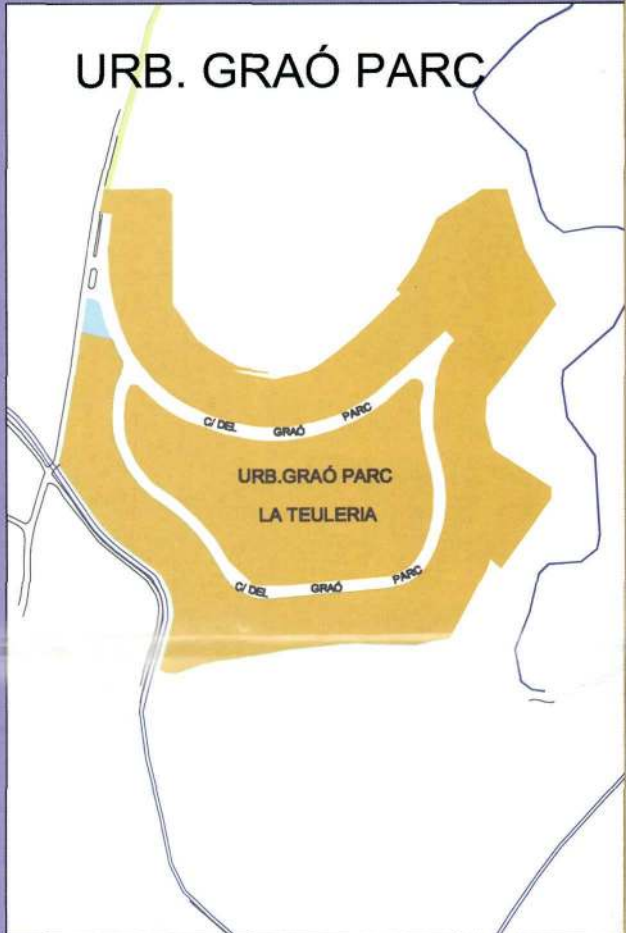 URB. GRAÓ PARC
C/ DEL GRAÓ PARC
URB.GRAÓ PARC
LA TEULERIA
C/ DEL GRAÓ PARC